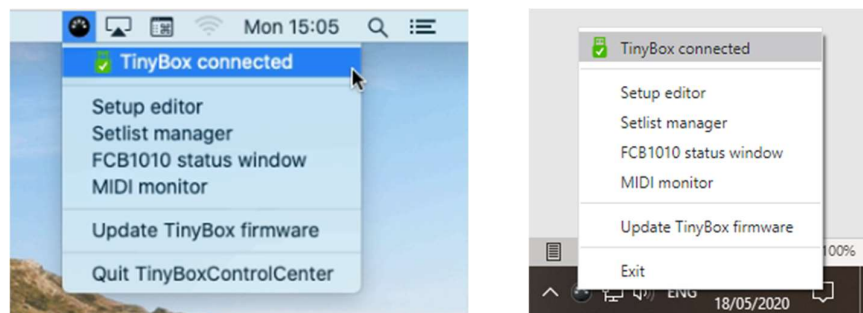 Mon 15:05
TinyBox connected
Setup editor
Setlist manager
FCB1010 status window
MIDI monitor
Update TinyBox firmware
Quit TinyBoxControlCenter
TinyBox connected
Setup editor
Setlist manager
FCB1010 status window
MIDI monitor
Update TinyBox firmware
100%
Exit
ENG
18/05/2020